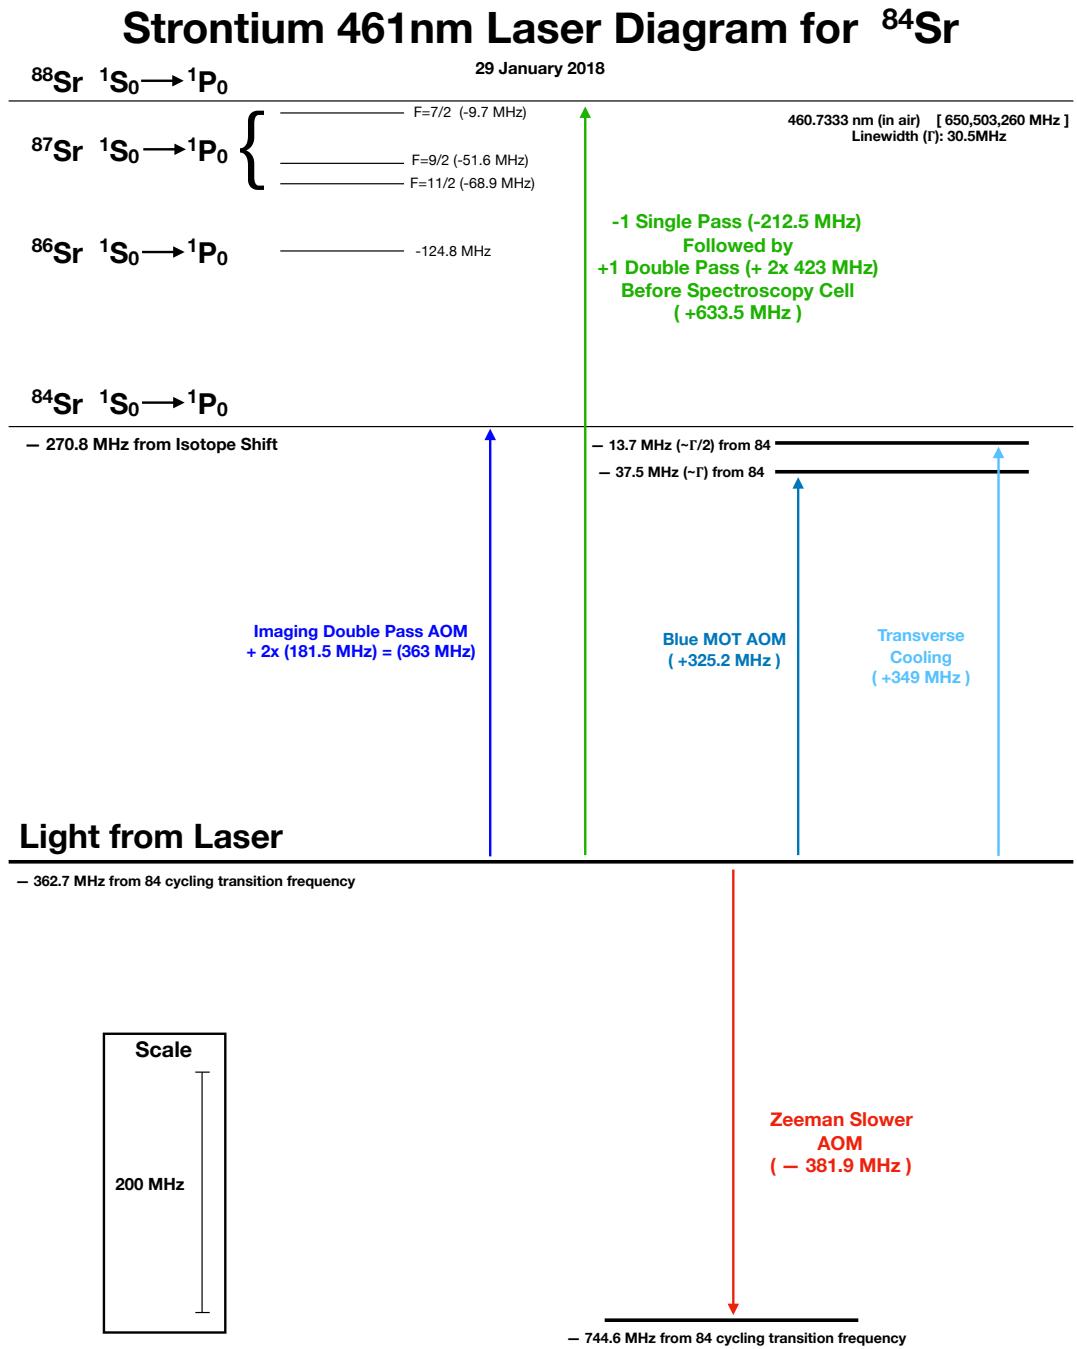 Strontium 461nm Laser Diagram for ⁸⁴Sr
29 January 2018
⁸⁸Sr ¹S₀ → ¹P₀
460.7333 nm (in air) [ 650,503,260 MHz ]
Linewidth (Γ): 30.5MHz
F=7/2 (-9.7 MHz)
⁸⁷Sr ¹S₀ → ¹P₀ {
F=9/2 (-51.6 MHz)
F=11/2 (-68.9 MHz)
⁸⁶Sr ¹S₀ → ¹P₀
-124.8 MHz
-1 Single Pass (-212.5 MHz)
Followed by
+1 Double Pass (+ 2x 423 MHz)
Before Spectroscopy Cell
( +633.5 MHz )
⁸⁴Sr ¹S₀ → ¹P₀
— 270.8 MHz from Isotope Shift
— 13.7 MHz (~Γ/2) from 84
— 37.5 MHz (~Γ) from 84
Imaging Double Pass AOM
+ 2x (181.5 MHz) = (363 MHz)
Blue MOT AOM
( +325.2 MHz )
Transverse
Cooling
( +349 MHz )
Light from Laser
— 362.7 MHz from 84 cycling transition frequency
Scale
200 MHz
Zeeman Slower
AOM
( — 381.9 MHz )
— 744.6 MHz from 84 cycling transition frequency